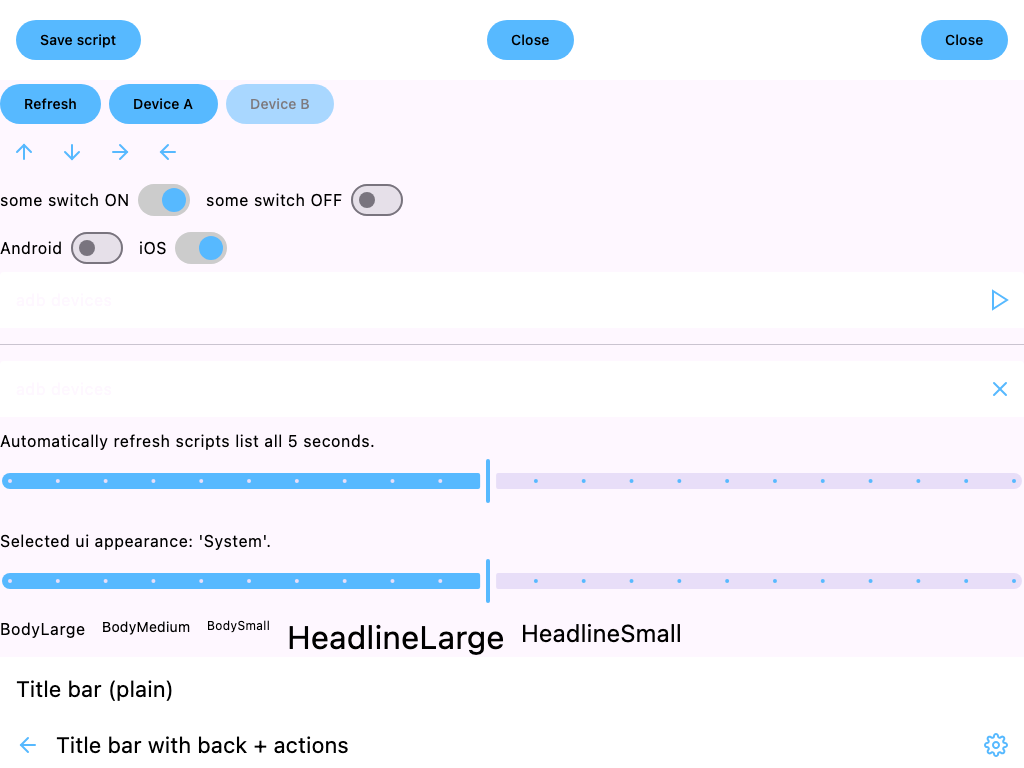 Save script Close Close
Refresh Device A Device B
some switch ON some switch OFF
Android iOS
adb devices
adb devices
Automatically refresh scripts list all 5 seconds.
Selected ui appearance: 'System'.
BodyLarge BodyMedium BodySmall HeadlineLarge HeadlineSmall
Title bar (plain)
Title bar with back + actions